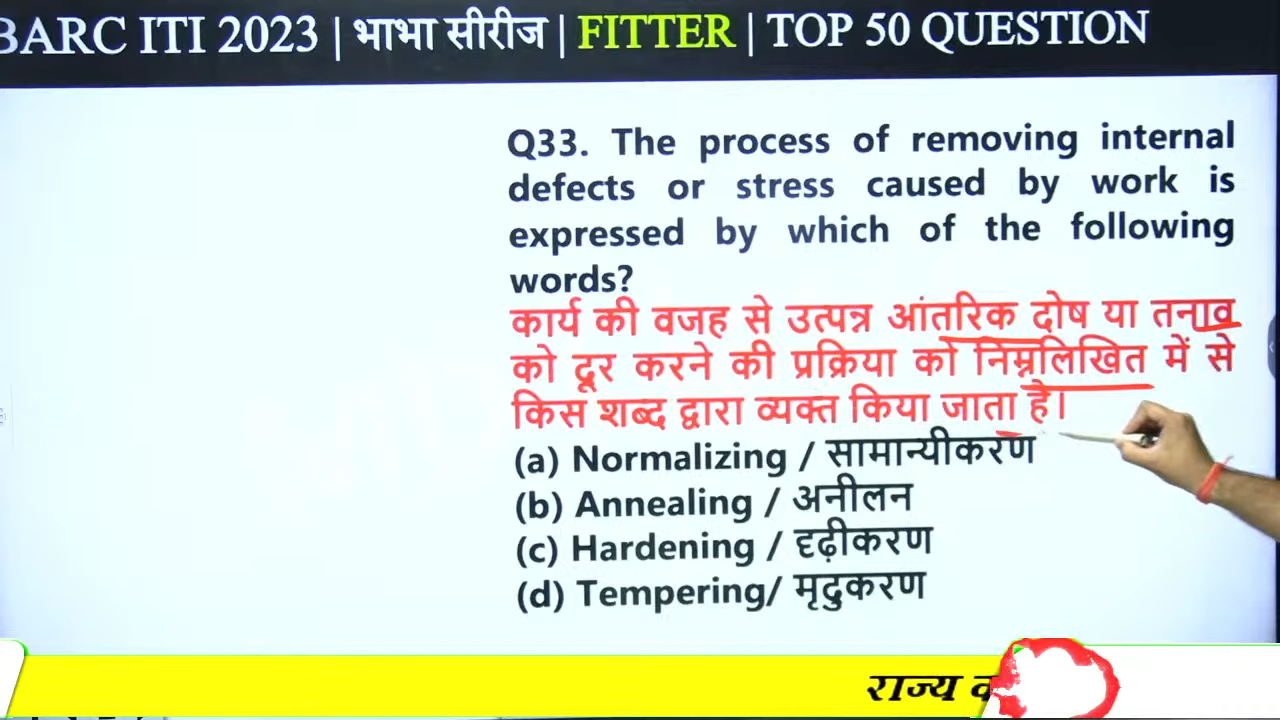 BARC ITI 2023 | भाभा सीरीज | FITTER | TOP 50 QUESTION
Q33. The process of removing internal
defects or stress caused by work is
expressed by which of the following
words?
कार्य की वजह से उत्पन्न आंतरिक दोष या तनाव
को दूर करने की प्रक्रिया को निम्नलिखित में से
किस शब्द द्वारा व्यक्त किया जाता है।
(a) Normalizing / सामान्यीकरण
(b) Annealing / अनीलन
(c) Hardening / दृढ़ीकरण
(d) Tempering/ मृदुकरण
राज्य